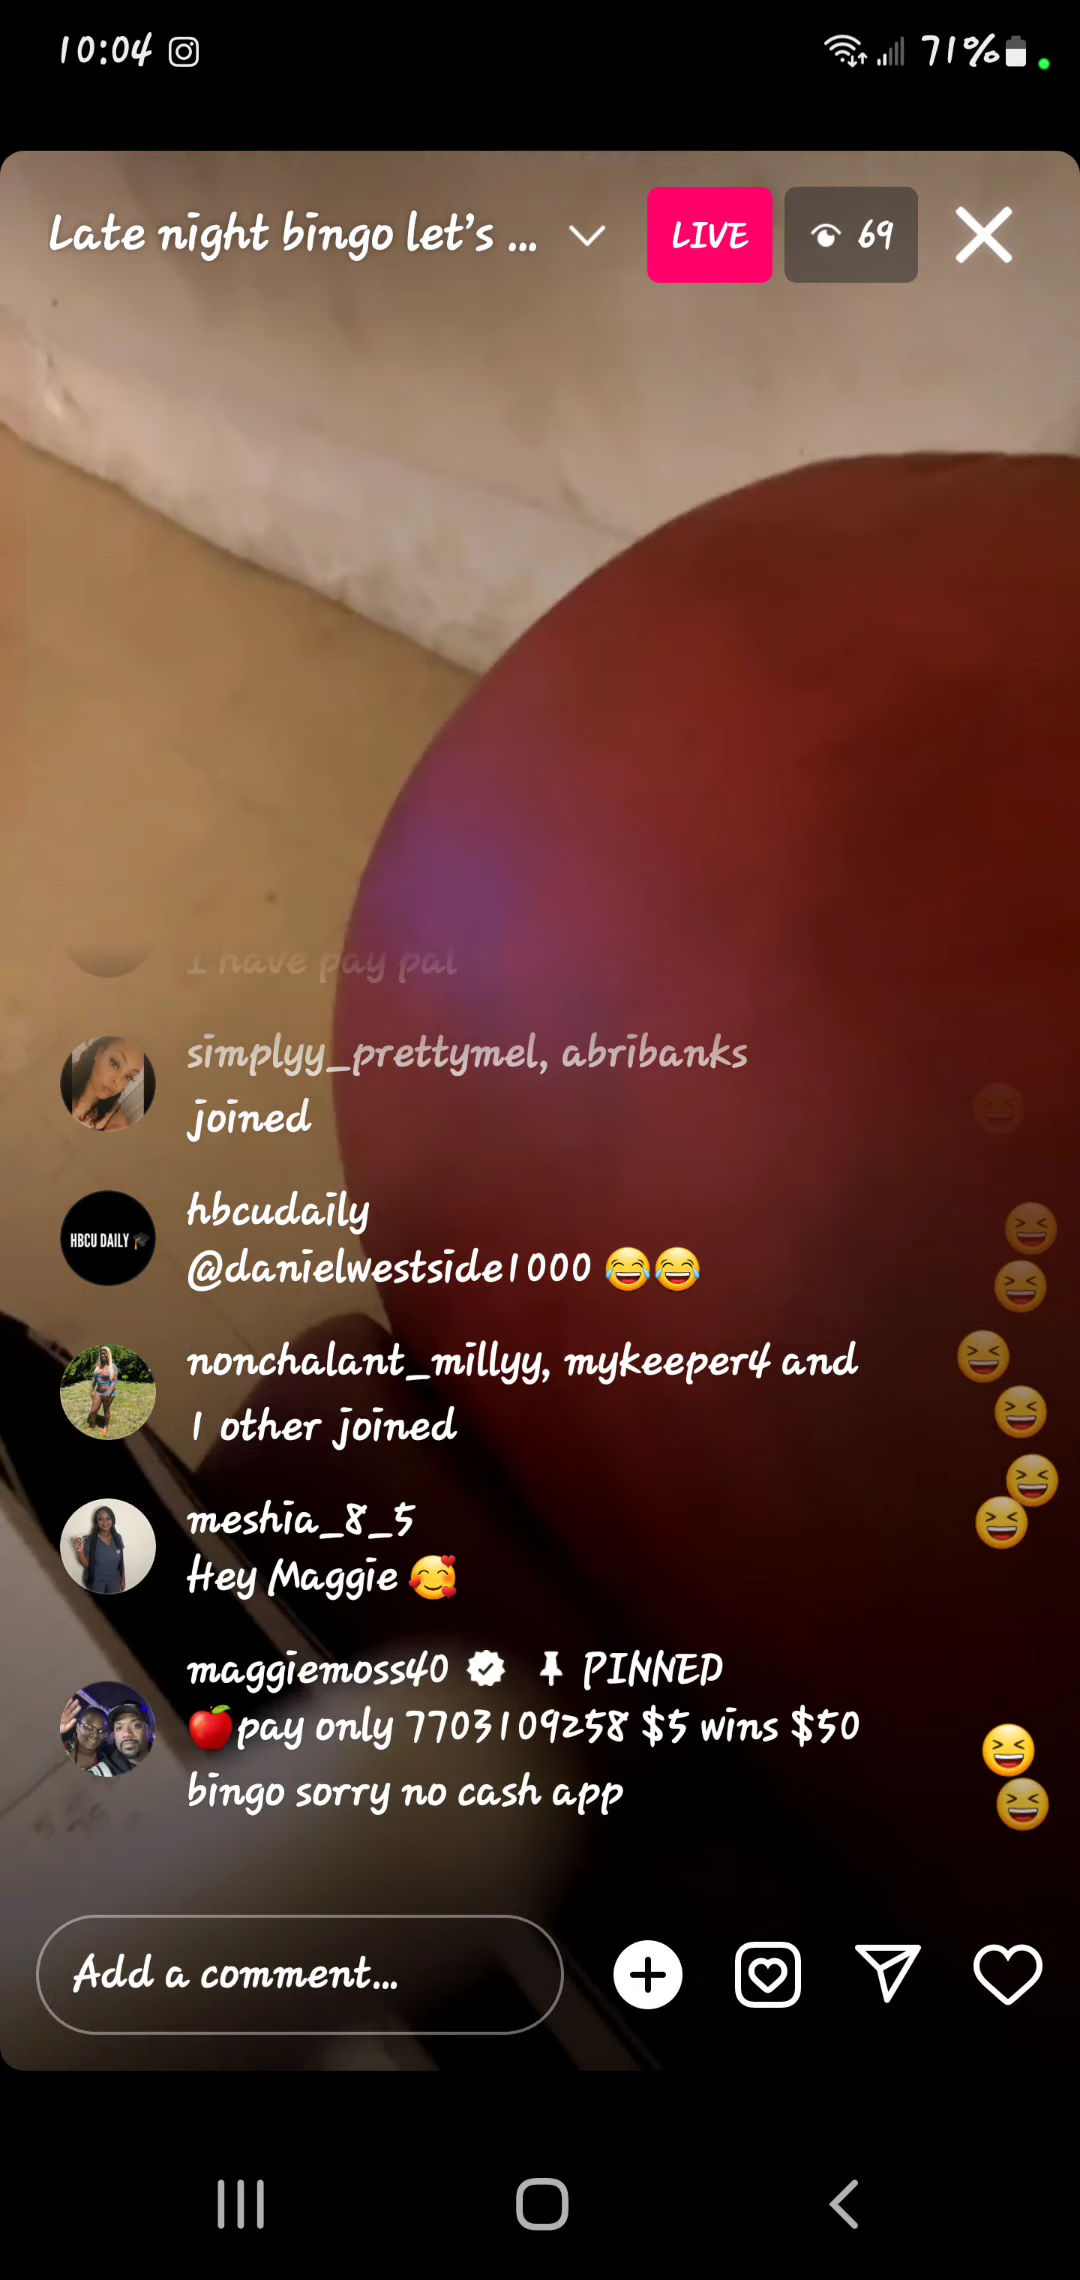 10:04
71%
Late night bingo let's ...
LIVE
69
I have pay pal
simplyy_prettymel, abribanks
joined
HBCU DAILY
hbcudaily
@danielwestside1000 😂😂
nonchalant_millyy, mykeeper4 and
1 other joined
meshia_8_5
Hey Maggie 🥰
maggiemoss40 PINNED
🍎pay only 7703109258 $5 wins $50
bingo sorry no cash app
Add a comment...